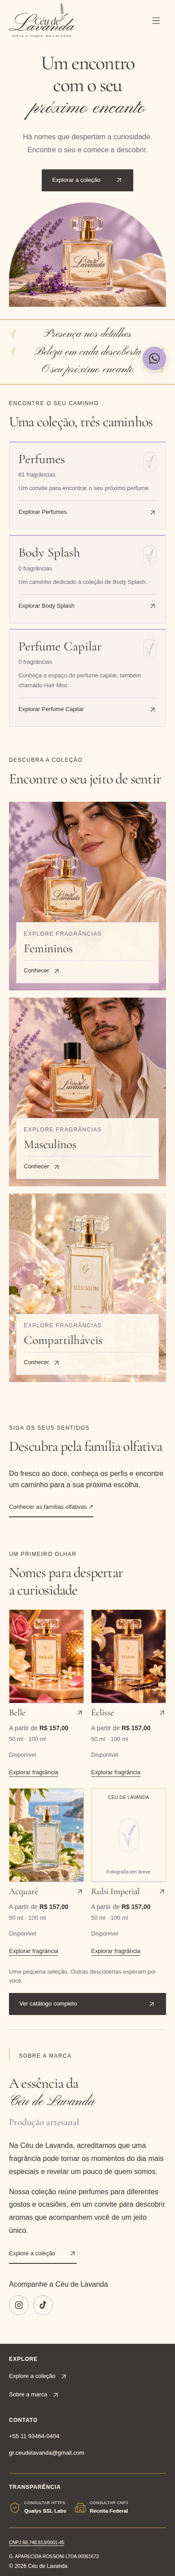 Céu de
Lavanda
CÉUS O TOQUE DA LAVANDA
Um encontro
com o seu
próximo encanto
Há nomes que despertam a curiosidade.
Encontre o seu e comece a descobrir.
Explorar a coleção
Céu de
Lavanda
Presença nos detalhes
Beleza em cada descoberta
O seu próximo encanto
ENCONTRE O SEU CAMINHO
Uma coleção, três caminhos
Perfumes
61 fragrâncias
Um convite para encontrar o seu próximo perfume.
Explorar Perfumes
Body Splash
0 fragrâncias
Um caminho dedicado à coleção de Body Splash.
Explorar Body Splash
Perfume Capilar
0 fragrâncias
Conheça o espaço do perfume capilar, também
chamado Hair Mist.
Explorar Perfume Capilar
DESCUBRA A COLEÇÃO
Encontre o seu jeito de sentir
Céu de
Lavanda
EXPLORE FRAGRÂNCIAS
Femininos
Conhecer
Céu de
Lavanda
EXPLORE FRAGRÂNCIAS
Masculinos
Conhecer
EXPLORE FRAGRÂNCIAS
Compartilháveis
Conhecer
SIGA OS SEUS SENTIDOS
Descubra pela família olfativa
Do fresco ao doce, conheça os perfis e encontre
um caminho para a sua próxima escolha.
Conhecer as famílias olfativas ↗
UM PRIMEIRO OLHAR
Nomes para despertar
a curiosidade
BELLE
Belle
A partir de R$ 157,00
50 ml · 100 ml
Disponível
Explorar fragrância
Éclisse
A partir de R$ 157,00
50 ml · 100 ml
Disponível
Explorar fragrância
Acquaré
A partir de R$ 157,00
50 ml · 100 ml
Disponível
Explorar fragrância
CÉU DE LAVANDA
Fotografia em breve
Rubi Imperial
A partir de R$ 157,00
50 ml · 100 ml
Disponível
Explorar fragrância
Uma pequena seleção. Outras descobertas esperam por
você.
Ver catálogo completo
SOBRE A MARCA
A essência da
Céu de Lavanda
Produção artesanal
Na Céu de Lavanda, acreditamos que uma
fragrância pode tornar os momentos do dia mais
especiais e revelar um pouco de quem somos.
Nossa coleção reúne perfumes para diferentes
gostos e ocasiões, em um convite para descobrir
aromas que acompanhem você de um jeito
único.
Explore a coleção
Acompanhe a Céu de Lavanda
EXPLORE
Explore a coleção
Sobre a marca
CONTATO
+55 11 93464-0404
gr.ceudelavanda@gmail.com
TRANSPARÊNCIA
CONSULTAR HTTPS
Qualys SSL Labs
CONSULTAR CNPJ
Receita Federal
CNPJ 68.748.613/0001-45
G. APARECIDA ROSSONI LTDA 00061673
© 2026 Céu de Lavanda